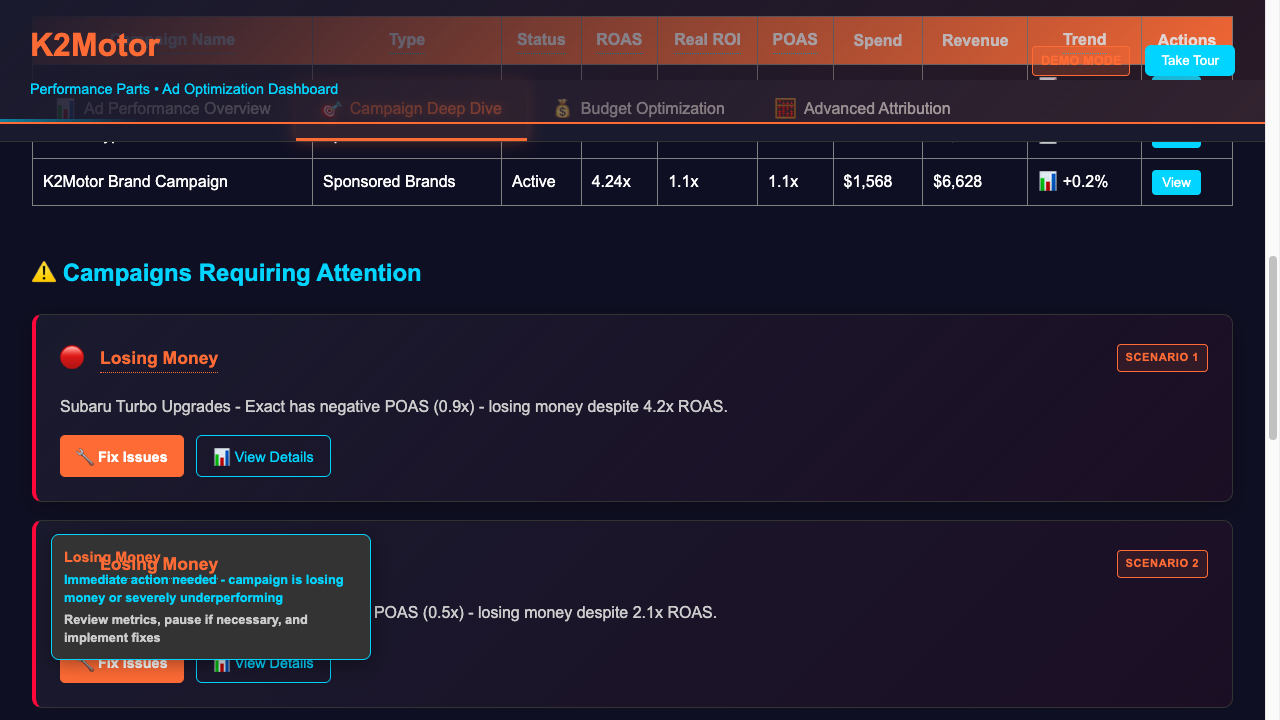 K2Motor
Campaign Name Type Status ROAS Real ROI POAS Spend Revenue Trend Actions
DEMO MODE Take Tour
Performance Parts • Ad Optimization Dashboard
Ad Performance Overview Campaign Deep Dive Budget Optimization Advanced Attribution
K2Motor Brand Campaign Sponsored Brands Active 4.24x 1.1x 1.1x $1,568 $6,628 +0.2% View
Campaigns Requiring Attention
Losing Money SCENARIO 1
Subaru Turbo Upgrades - Exact has negative POAS (0.9x) - losing money despite 4.2x ROAS.
Fix Issues View Details
Losing Money
Losing Money SCENARIO 2
Immediate action needed - campaign is losing
money or severely underperforming
POAS (0.5x) - losing money despite 2.1x ROAS.
Review metrics, pause if necessary, and
implement fixes
Fix Issues View Details